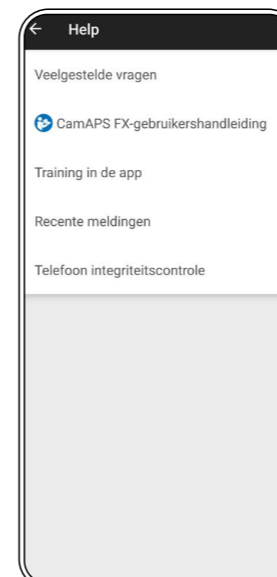 Help
Veelgestelde vragen
CamAPS FX-gebruikershandleiding
Training in de app
Recente meldingen
Telefoon integriteitscontrole